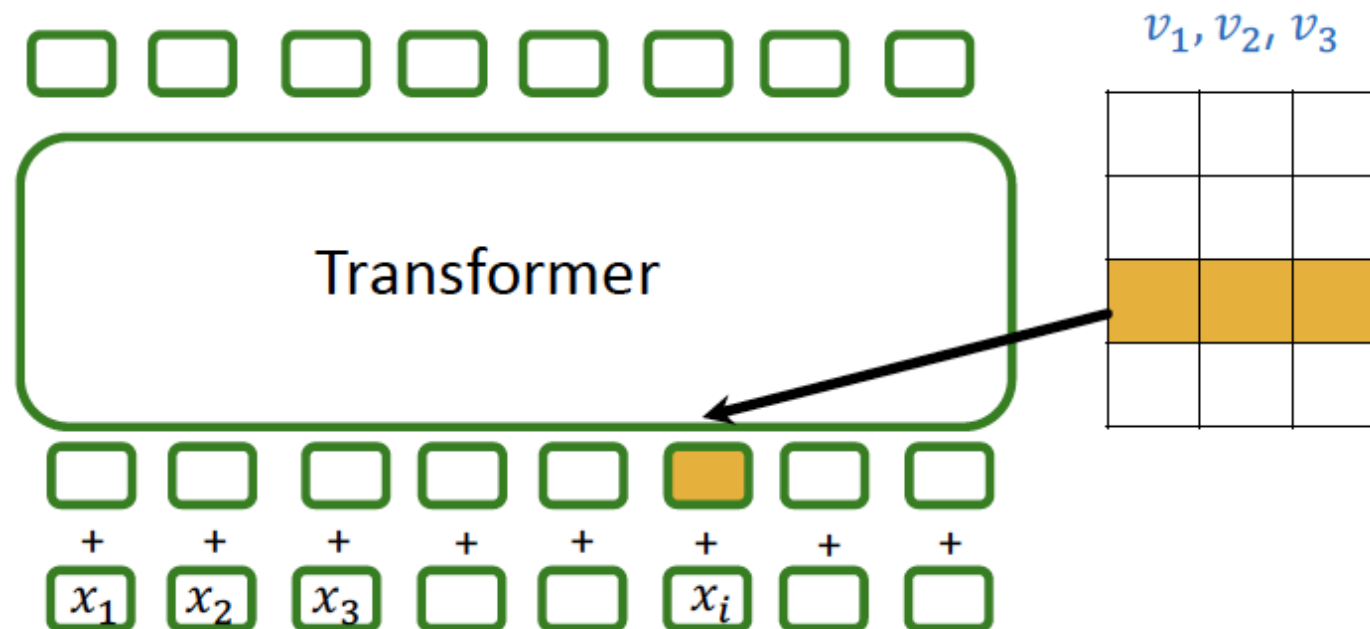 v₁, v₂, v₃
Transformer
+ + + + + + + +
x₁ x₂ x₃ xᵢ